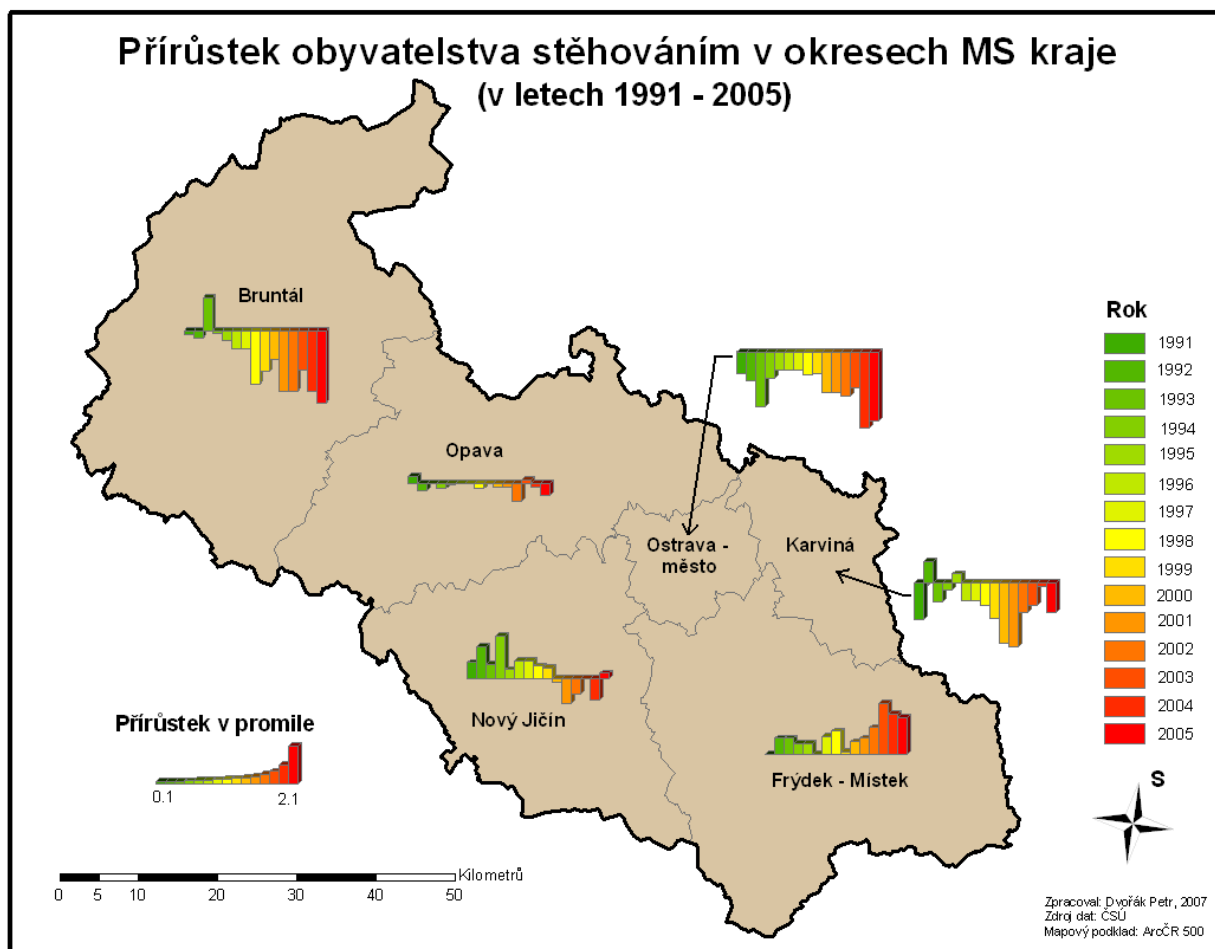 Přírůstek obyvatelstva stěhováním v okresech MS kraje
(v letech 1991 - 2005)
Bruntál
Opava
Ostrava -
město
Karviná
Nový Jičín
Frýdek - Místek
Rok
1991
1992
1993
1994
1995
1996
1997
1998
1999
2000
2001
2002
2003
2004
2005
Přírůstek v promile
0.1 2.1
S
Kilometrů
0 5 10 20 30 40 50
Zpracoval: Dvořák Petr, 2007
Zdroj dat: ČSÚ
Mapový podklad: ArcČR 500